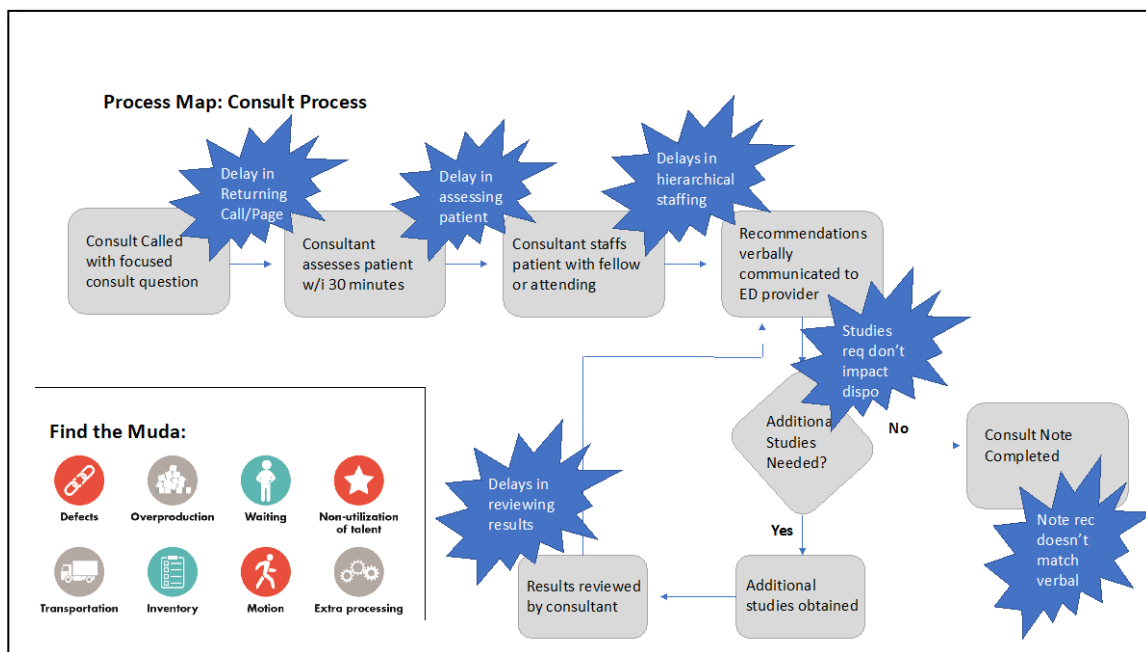 Process Map: Consult Process
Delay in
Returning
Call/Page
Delay in
assessing
patient
Delays in
hierarchical
staffing
Consult Called
with focused
consult question
Consultant
assesses patient
w/i 30 minutes
Consultant staffs
patient with fellow
or attending
Recommendations
verbally
communicated to
ED provider
Studies
req don't
impact
dispo
Additiona
Studies
Needed?
No
Consult Note
Completed
Note rec
doesn't
match
verbal
Yes
Additional
studies obtained
Results reviewed
by consultant
Delays in
reviewing
results
Find the Muda:
Defects
Overproduction
Waiting
Non-utilization
of talent
Transportation
Inventory
Motion
Extra processing